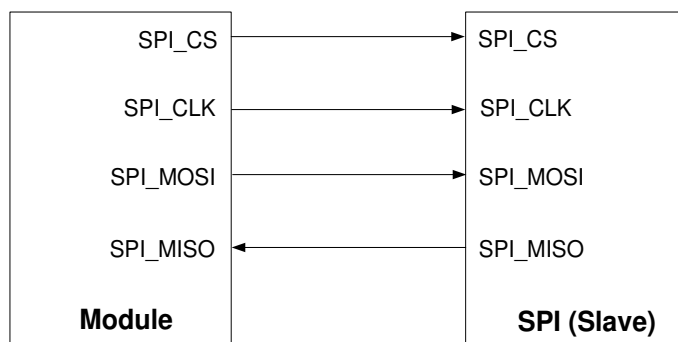 SPI_CS
SPI_CS
SPI_CLK
SPI_CLK
SPI_MOSI
SPI_MOSI
SPI_MISO
SPI_MISO
Module
SPI (Slave)